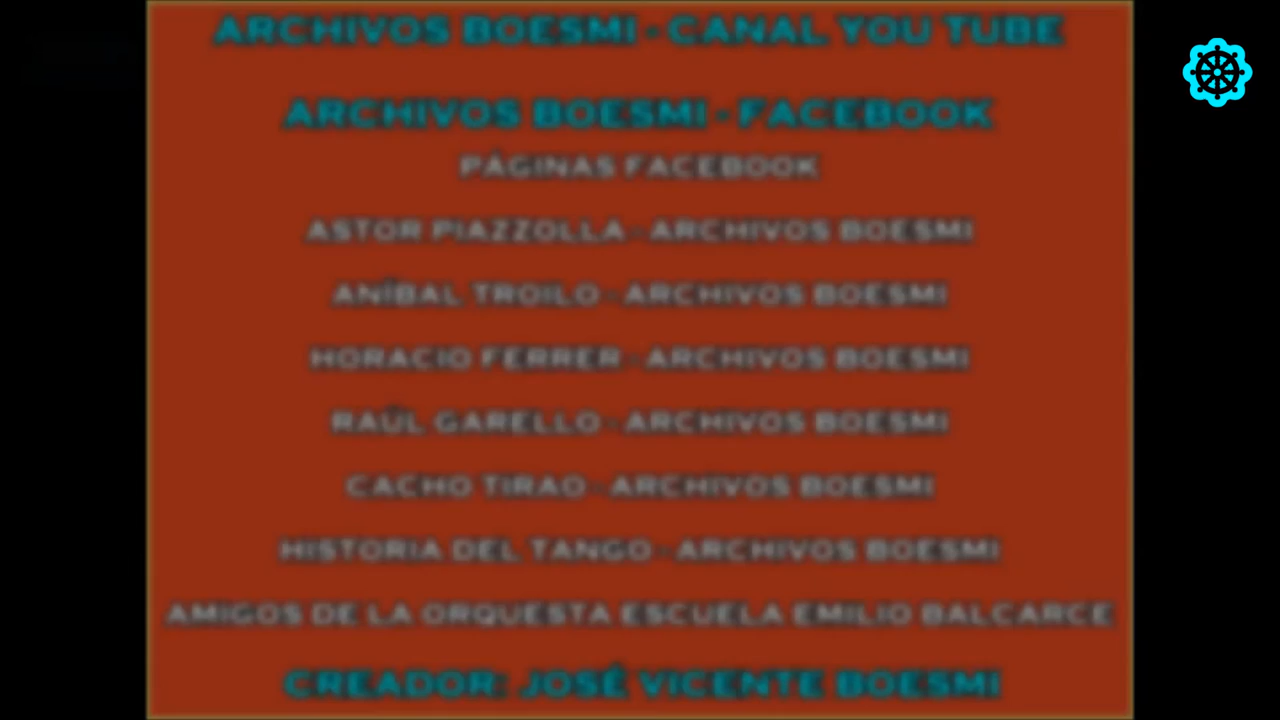 ARCHIVOS BOESMI - CANAL YOU TUBE
ARCHIVOS BOESMI - FACEBOOK
PÁGINAS FACEBOOK
ASTOR PIAZZOLLA - ARCHIVOS BOESMI
ANÍBAL TROILO - ARCHIVOS BOESMI
HORACIO FERRER - ARCHIVOS BOESMI
RAÚL GARELLO - ARCHIVOS BOESMI
CACHO TIRAO - ARCHIVOS BOESMI
HISTORIA DEL TANGO - ARCHIVOS BOESMI
AMIGOS DE LA ORQUESTA ESCUELA EMILIO BALCARCE
CREADOR: JOSÉ VICENTE BOESMI